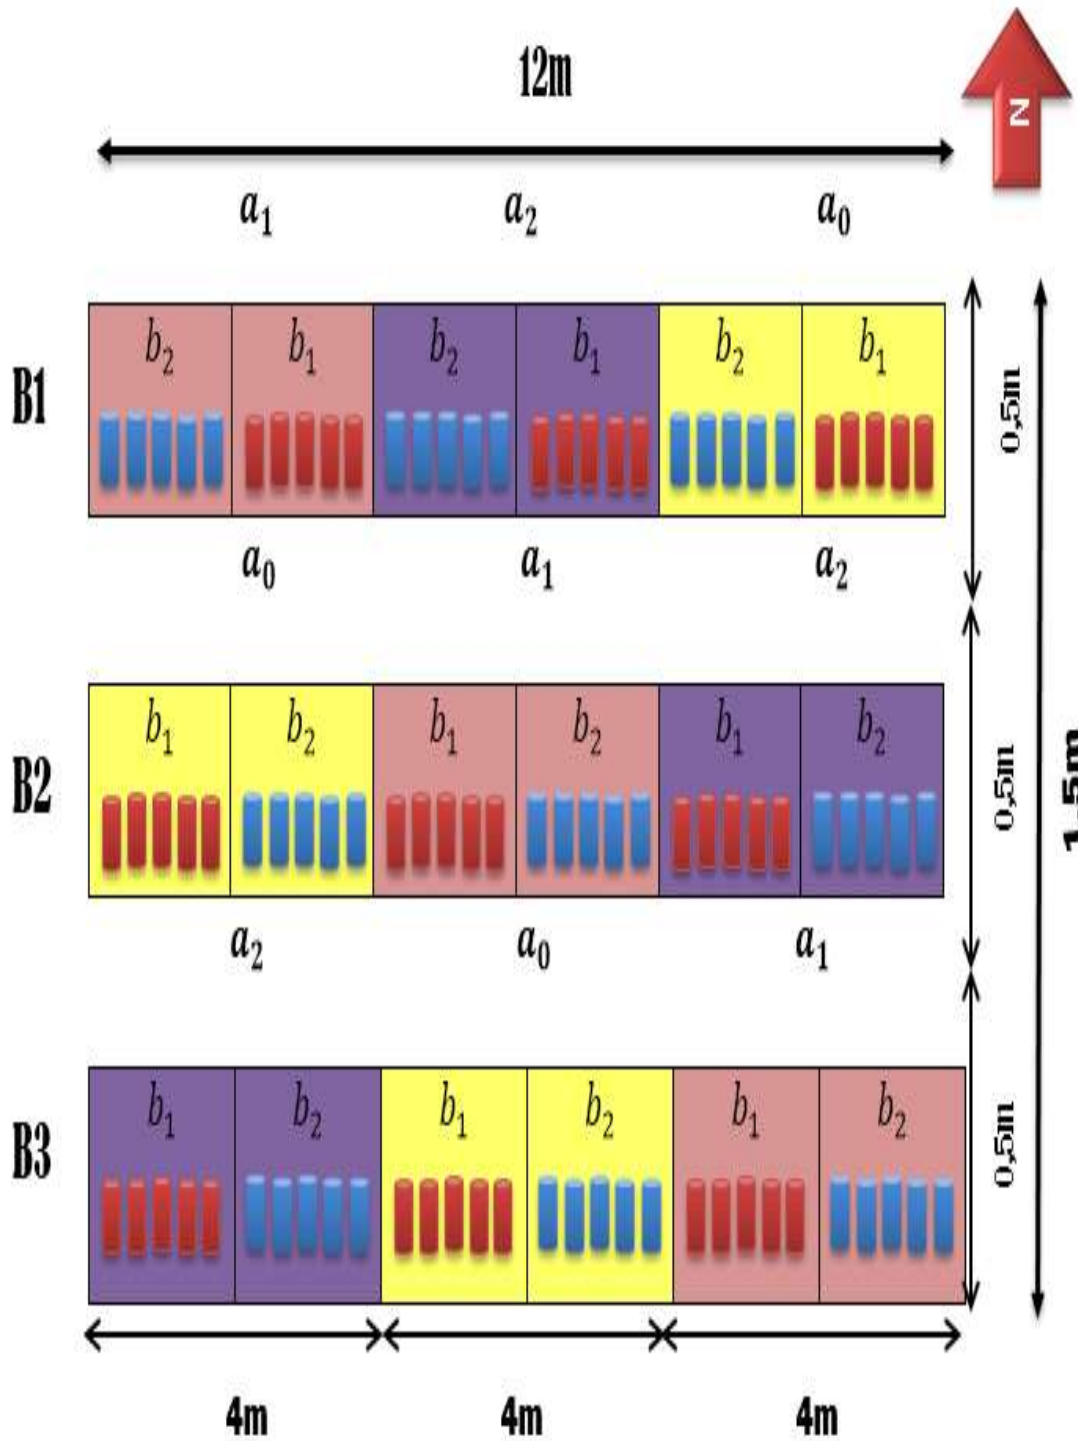 12m
N
a₁ a₂ a₀
B1
b₂ b₁ b₂ b₁ b₂ b₁
0,5m
a₀ a₁ a₂
B2
b₁ b₂ b₁ b₂ b₁ b₂
0,5m
a₂ a₀ a₁
B3
b₁ b₂ b₁ b₂ b₁ b₂
0,5m
4m 4m 4m